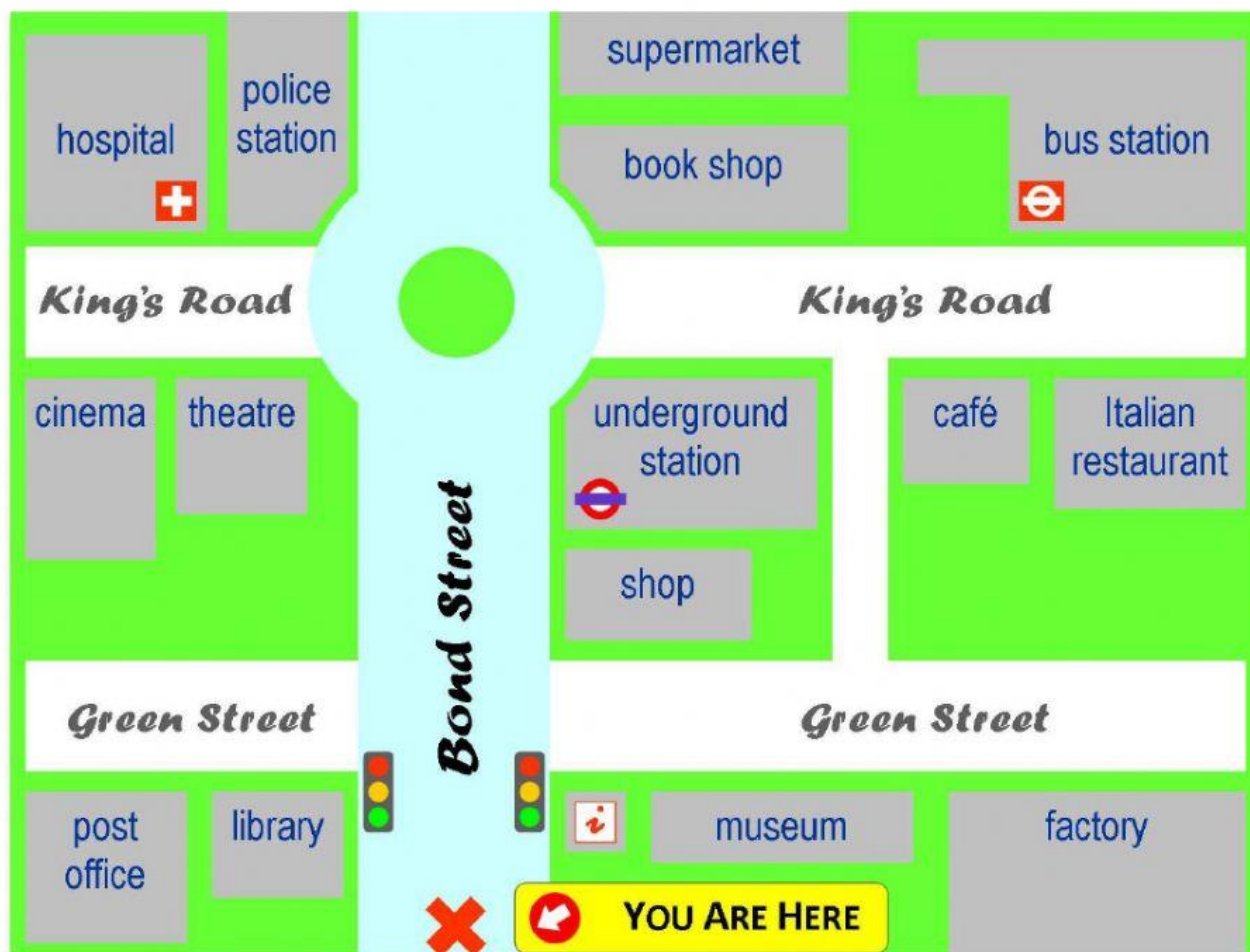 hospital
police
station
supermarket
book shop
bus station
King's Road
King's Road
cinema
theatre
underground
station
café
Italian
restaurant
shop
Bond Street
Green Street
Green Street
post
office
library
i
museum
factory
YOU ARE HERE